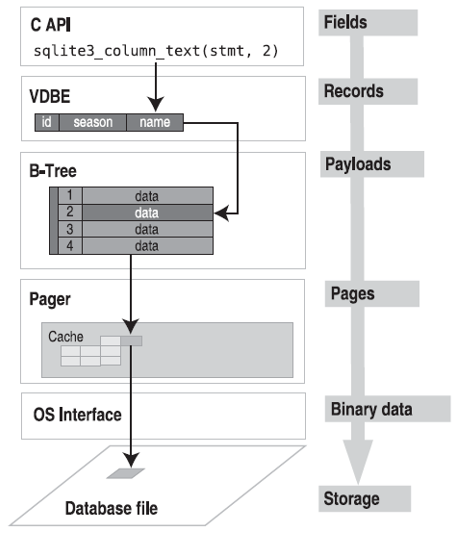 C API
Fields
sqlite3_column_text(stmt, 2)
VDBE
Records
id season name
B-Tree
Payloads
1 data
2 data
3 data
4 data
Pager
Pages
Cache
OS Interface
Binary data
Database file
Storage